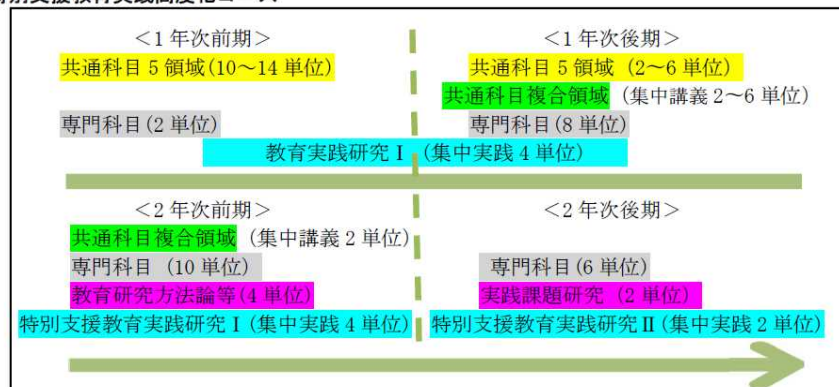 ＜1年次前期＞
共通科目5領域(10～14単位)
専門科目(2単位)
＜1年次後期＞
共通科目5領域 (2～6単位)
共通科目複合領域 (集中講義2～6単位)
専門科目(8単位)
教育実践研究Ⅰ (集中実践4単位)
＜2年次前期＞
共通科目複合領域 (集中講義2単位)
専門科目 (10単位)
教育研究方法論等(4単位)
特別支援教育実践研究Ⅰ(集中実践4単位)
＜2年次後期＞
専門科目(6単位)
実践課題研究 (2単位)
特別支援教育実践研究Ⅱ(集中実践2単位)